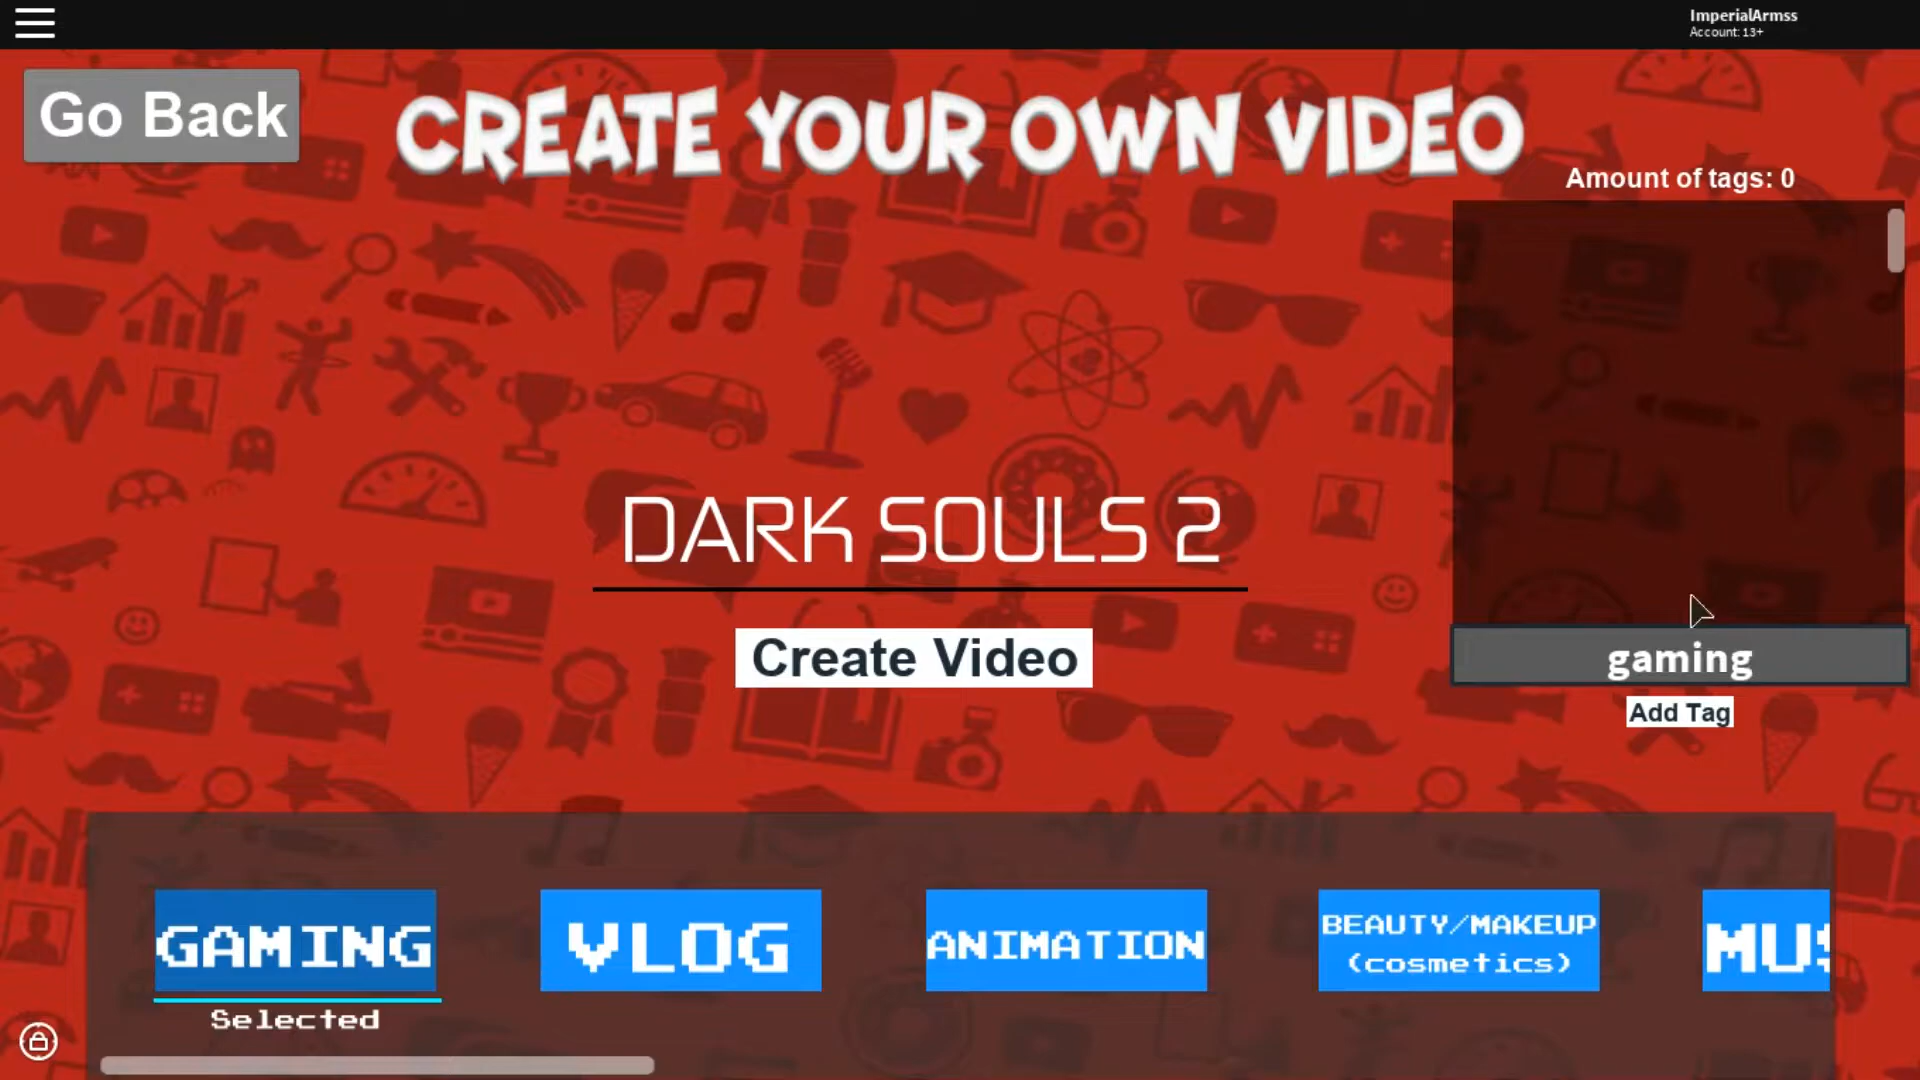 ImperialArmss
Account: 13+
Go Back
CREATE YOUR OWN VIDEO
Amount of tags: 0
DARK SOULS 2
Create Video
gaming
Add Tag
GAMING
VLOG
ANIMATION
BEAUTY/MAKEUP
(cosmetics)
MUS
Selected